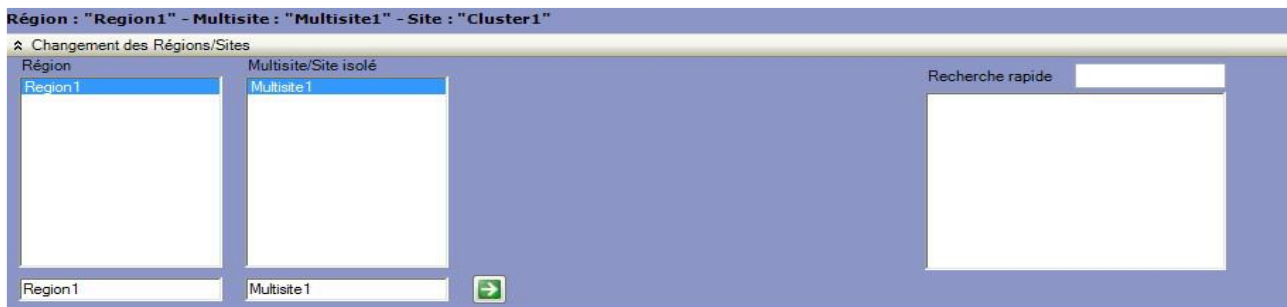 Région : "Region1" - Multisite : "Multisite1" - Site : "Cluster1"
Changement des Régions/Sites
Région
Multisite/Site isolé
Recherche rapide
Region1
Multisite1
Region1
Multisite1